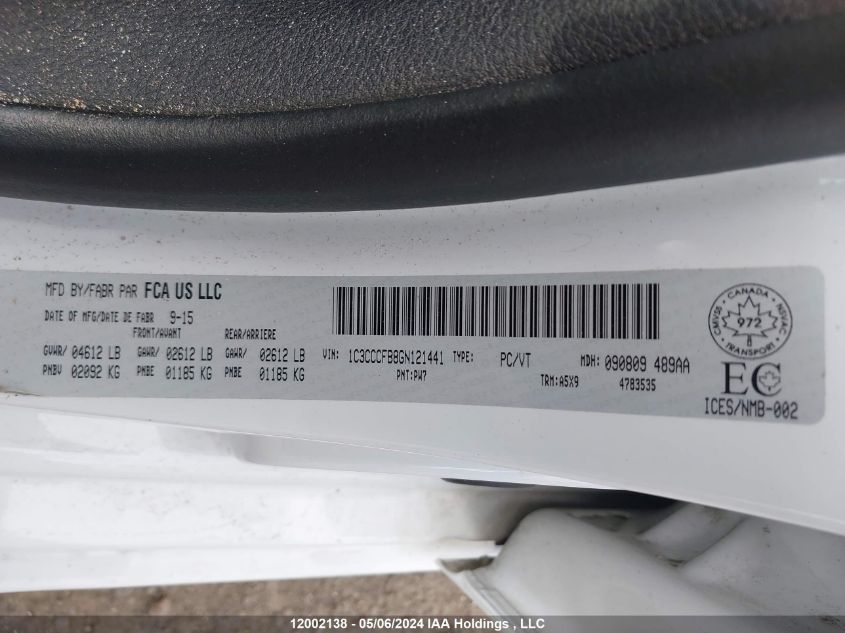 MFD BY/FABR PAR FCA US LLC
DATE OF MFG/DATE DE FABR 9-15
FRONT/AVANT REAR/ARRIERE
GVWR/ 04612 LB GAWR/ 02612 LB GAWR/ 02612 LB
PNBV 02092 KG PNBE 01185 KG PNBE 01185 KG
VIN: 1C3CCCFB8GN121441 TYPE: PC/VT MDH: 090809 489AA
PNT:PW7 TRM:A5X9 4783535
CMVSS CANADA NSVAC
972
TRANSPORT
EC
ICES/NMB-002
12002138 - 05/06/2024 IAA Holdings , LLC